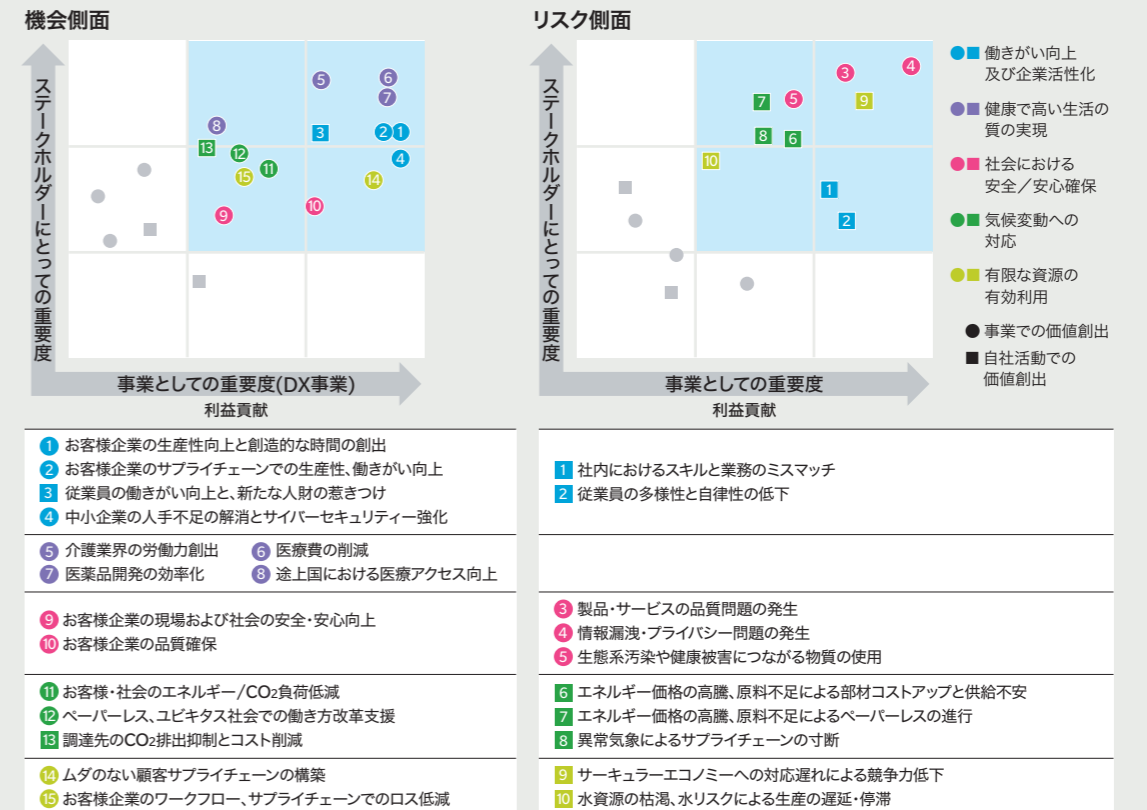 機会側面
ステークホルダーにとっての重要度
5
6
7
8
3
2
1
13
12
4
11
15
14
9
10
事業としての重要度(DX事業)
利益貢献
リスク側面
ステークホルダーにとっての重要度
3
4
7
5
9
8
6
10
1
2
事業としての重要度
利益貢献
働きがい向上
及び企業活性化
健康で高い生活の
質の実現
社会における
安全／安心確保
気候変動への
対応
有限な資源の
有効利用
事業での価値創出
自社活動での
価値創出
1 お客様企業の生産性向上と創造的な時間の創出
2 お客様企業のサプライチェーンでの生産性、働きがい向上
3 従業員の働きがい向上と、新たな人財の惹きつけ
4 中小企業の人手不足の解消とサイバーセキュリティー強化
5 介護業界の労働力創出 6 医療費の削減
7 医薬品開発の効率化 8 途上国における医療アクセス向上
9 お客様企業の現場および社会の安全・安心向上
10 お客様企業の品質確保
11 お客様・社会のエネルギー/CO2負荷低減
12 ペーパーレス、ユビキタス社会での働き方改革支援
13 調達先のCO2排出抑制とコスト削減
14 ムダのない顧客サプライチェーンの構築
15 お客様企業のワークフロー、サプライチェーンでのロス低減
1 社内におけるスキルと業務のミスマッチ
2 従業員の多様性と自律性の低下
3 製品・サービスの品質問題の発生
4 情報漏洩・プライバシー問題の発生
5 生態系汚染や健康被害につながる物質の使用
6 エネルギー価格の高騰、原料不足による部材コストアップと供給不安
7 エネルギー価格の高騰、原料不足によるペーパーレスの進行
8 異常気象によるサプライチェーンの寸断
9 サーキュラーエコノミーへの対応遅れによる競争力低下
10 水資源の枯渇、水リスクによる生産の遅延・停滞